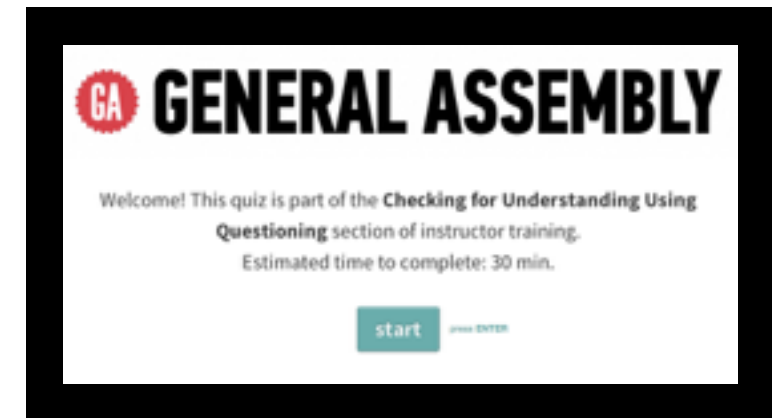 GA GENERAL ASSEMBLY
Welcome! This quiz is part of the Checking for Understanding Using
Questioning section of instructor training.
Estimated time to complete: 30 min.
start press ENTER